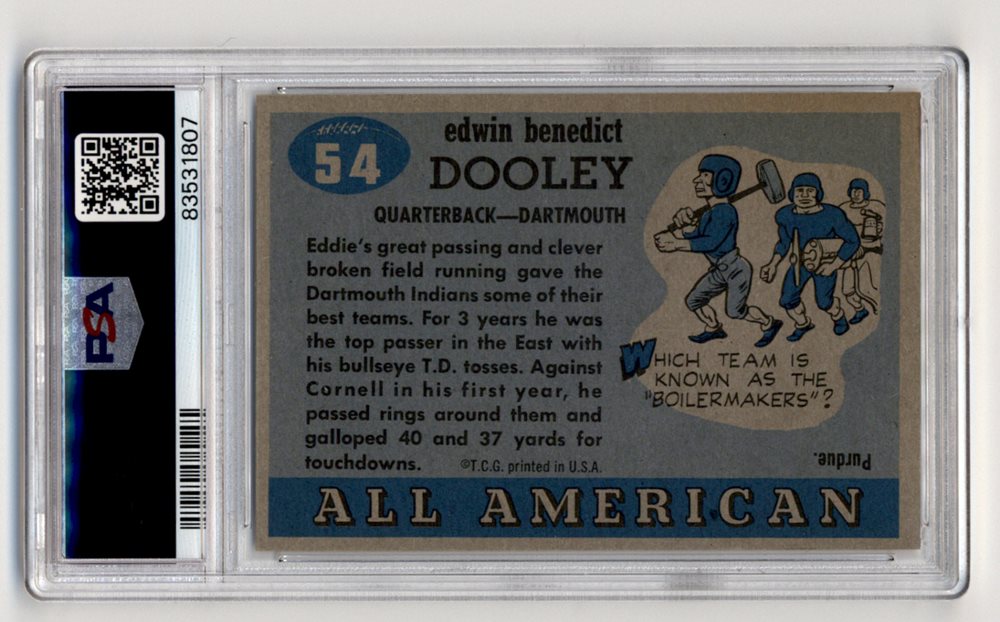 83531807
PSA
54
edwin benedict
DOOLEY
QUARTERBACK—DARTMOUTH
Eddie's great passing and clever
broken field running gave the
Dartmouth Indians some of their
best teams. For 3 years he was
the top passer in the East with
his bullseye T.D. tosses. Against
Cornell in his first year, he
passed rings around them and
galloped 40 and 37 yards for
touchdowns. ©T.C.G. printed in U.S.A.
WHICH TEAM IS
KNOWN AS THE
"BOILERMAKERS"?
Purdue.
ALL AMERICAN